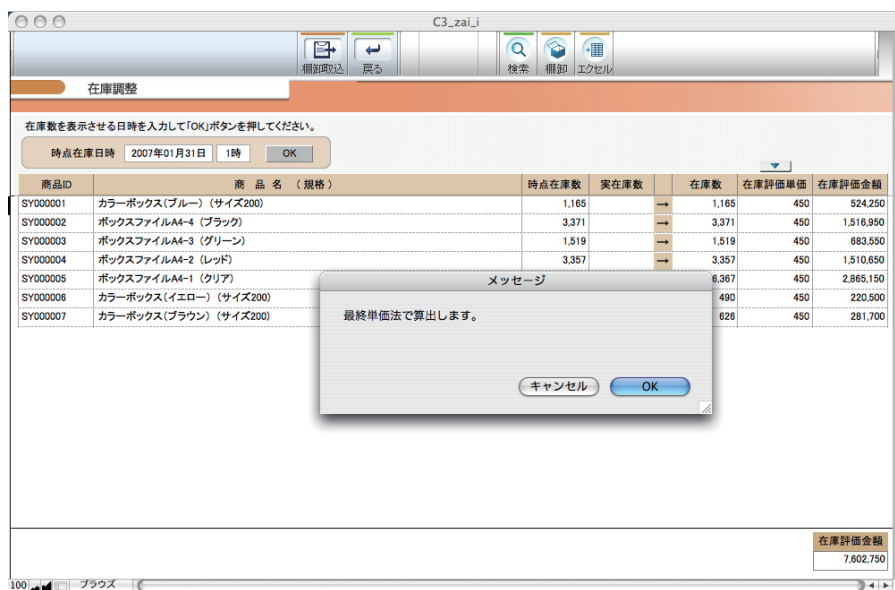 C3_zai_i
棚卸取込 戻る 検索 棚卸 エクセル
在庫調整
在庫数を表示させる日時を入力して「OK」ボタンを押してください。
時点在庫日時 2007年01月31日 1時 OK
商品ID 商 品 名 （規格） 時点在庫数 実在庫数 在庫数 在庫評価単価 在庫評価金額
SY000001 カラーボックス(ブルー) (サイズ200) 1,165 → 1,165 450 524,250
SY000002 ボックスファイルA4-4 (ブラック) 3,371 → 3,371 450 1,516,950
SY000003 ボックスファイルA4-3 (グリーン) 1,519 → 1,519 450 683,550
SY000004 ボックスファイルA4-2 (レッド) 3,357 → 3,357 450 1,510,650
SY000005 ボックスファイルA4-1 (クリア) 6,367 450 2,865,150
SY000006 カラーボックス(イエロー) (サイズ200) 490 450 220,500
SY000007 カラーボックス(ブラウン) (サイズ200) 626 450 281,700
メッセージ
最終単価法で算出します。
キャンセル OK
在庫評価金額
7,602,750
100 ブラウズ